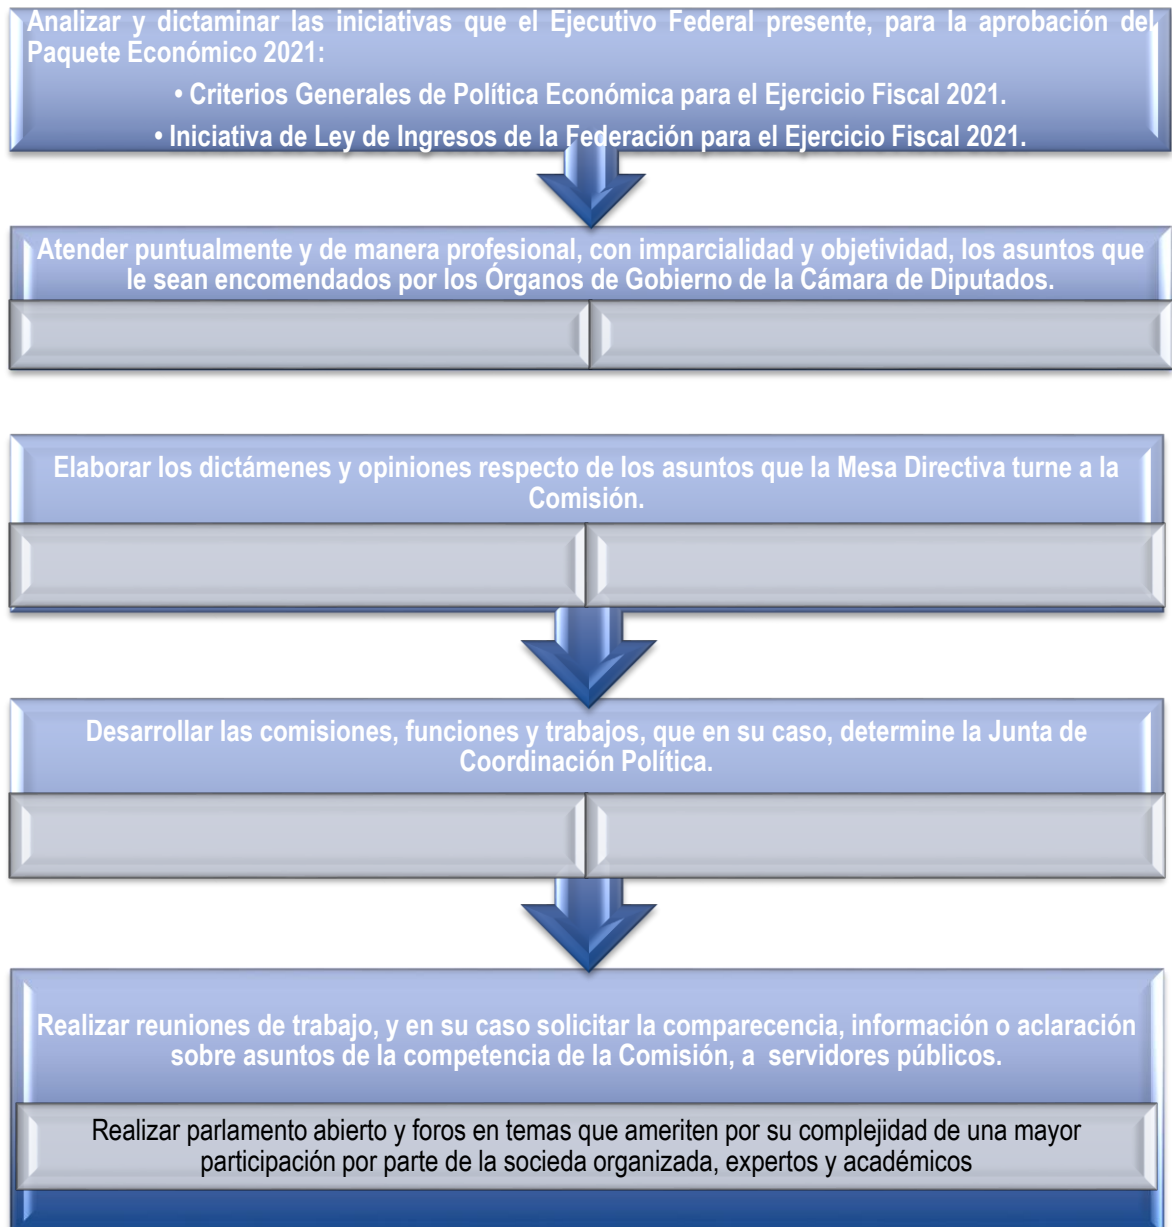 Analizar y dictaminar las iniciativas que el Ejecutivo Federal presente, para la aprobación del
Paquete Económico 2021:
• Criterios Generales de Política Económica para el Ejercicio Fiscal 2021.
• Iniciativa de Ley de Ingresos de la Federación para el Ejercicio Fiscal 2021.
Atender puntualmente y de manera profesional, con imparcialidad y objetividad, los asuntos que
le sean encomendados por los Órganos de Gobierno de la Cámara de Diputados.
Elaborar los dictámenes y opiniones respecto de los asuntos que la Mesa Directiva turne a la
Comisión.
Desarrollar las comisiones, funciones y trabajos, que en su caso, determine la Junta de
Coordinación Política.
Realizar reuniones de trabajo, y en su caso solicitar la comparecencia, información o aclaración
sobre asuntos de la competencia de la Comisión, a servidores públicos.
Realizar parlamento abierto y foros en temas que ameriten por su complejidad de una mayor
participación por parte de la socieda organizada, expertos y académicos